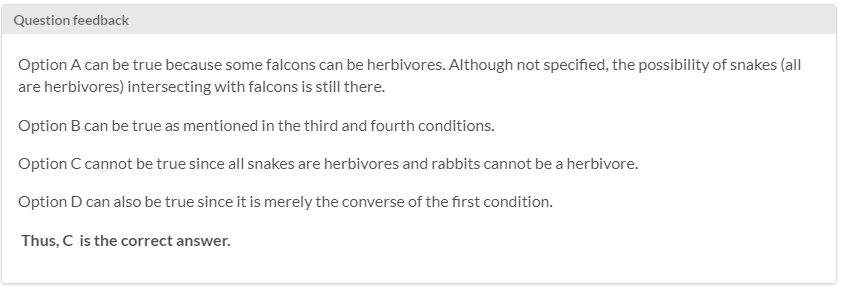 Question feedback
Option A can be true because some falcons can be herbivores. Although not specified, the possibility of snakes (all
are herbivores) intersecting with falcons is still there.
Option B can be true as mentioned in the third and fourth conditions.
Option C cannot be true since all snakes are herbivores and rabbits cannot be a herbivore.
Option D can also be true since it is merely the converse of the first condition.
Thus, C is the correct answer.